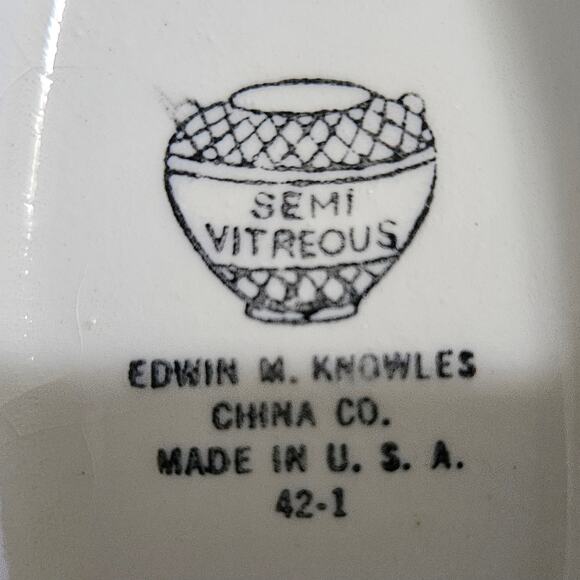 SEMI
VITREOUS
EDWIN M. KNOWLES
CHINA CO.
MADE IN U. S. A.
42-1